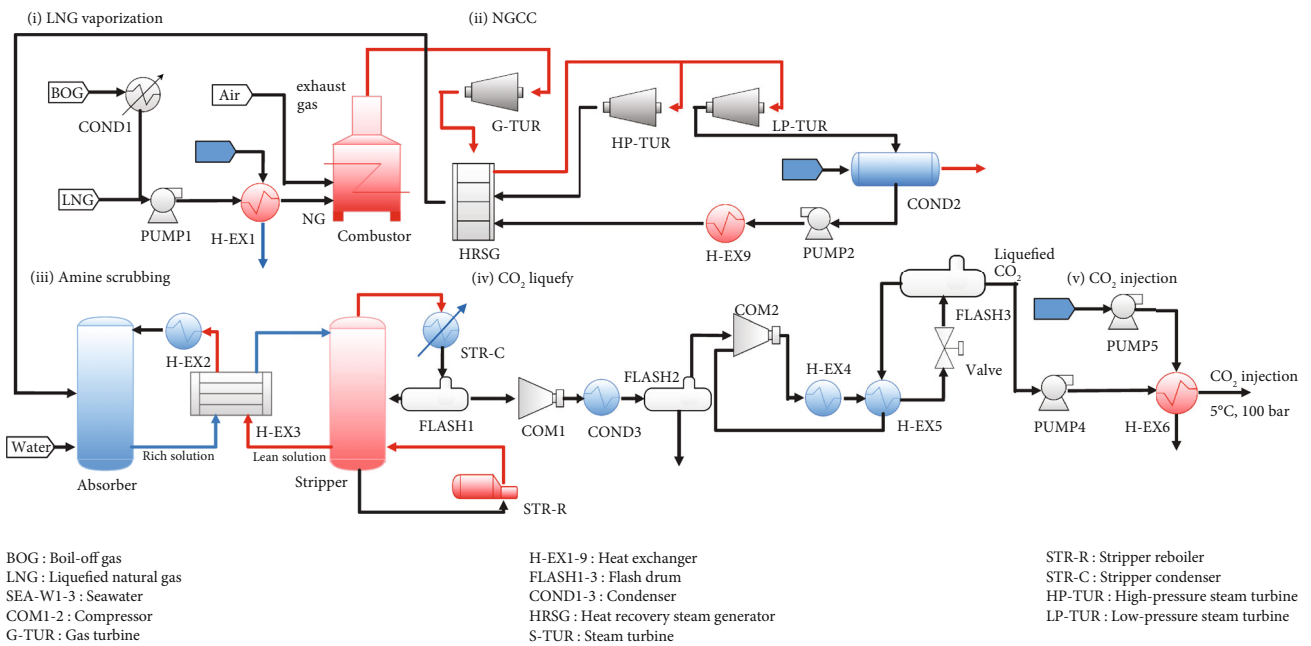 (i) LNG vaporization
(ii) NGCC
BOG
COND1
Air
exhaust
gas
G-TUR
HP-TUR
LP-TUR
LNG
PUMP1
H-EX1
NG
Combustor
HRSG
H-EX9
PUMP2
COND2
(iii) Amine scrubbing
(iv) CO₂ liquefy
Liquefied
CO₂
(v) CO₂ injection
H-EX2
STR-C
COM2
FLASH3
PUMP5
H-EX4
Valve
FLASH2
CO₂ injection
5°C, 100 bar
H-EX3
FLASH1
COM1
COND3
H-EX5
PUMP4
H-EX6
Water
Rich solution
Lean solution
Absorber
Stripper
STR-R
BOG : Boil-off gas
LNG : Liquefied natural gas
SEA-W1-3 : Seawater
COM1-2 : Compressor
G-TUR : Gas turbine
H-EX1-9 : Heat exchanger
FLASH1-3 : Flash drum
COND1-3 : Condenser
HRSG : Heat recovery steam generator
S-TUR : Steam turbine
STR-R : Stripper reboiler
STR-C : Stripper condenser
HP-TUR : High-pressure steam turbine
LP-TUR : Low-pressure steam turbine